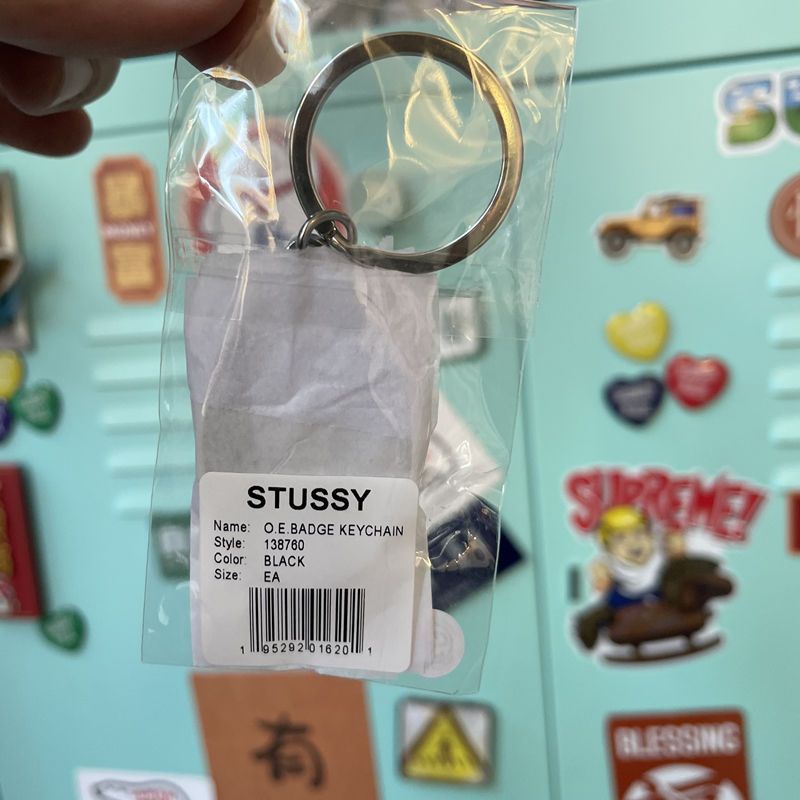 STUSSY
Name: O.E.BADGE KEYCHAIN
Style: 138760
Color: BLACK
Size: EA
1 95292 01620 1
SUPREME!
有
BLESSING